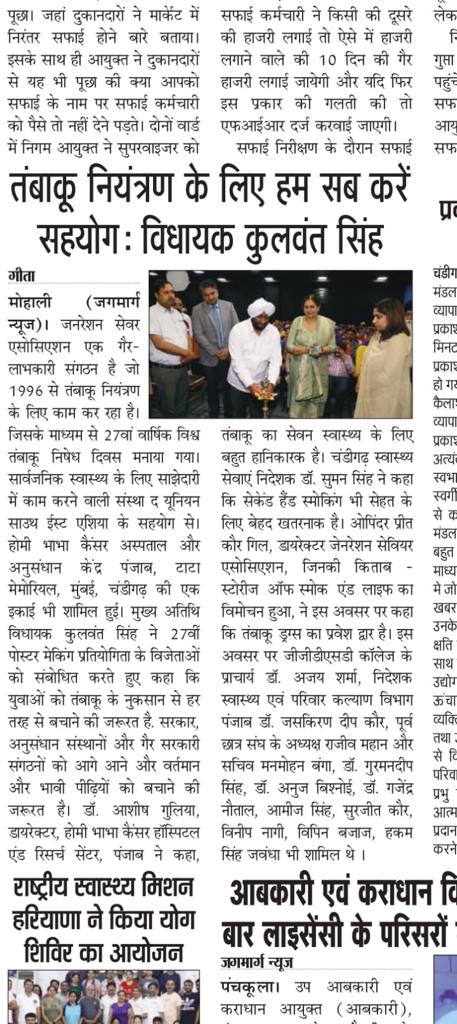 पूछा। जहां दुकानदारों ने मार्केट में
निरंतर सफाई होने बारे बताया।
इसके साथ ही आयुक्त ने दुकानदारों
से यह भी पूछा की क्या आपको
सफाई के नाम पर सफाई कर्मचारी
को पैसे तो नहीं देने पड़ते। दोनों वार्ड
में निगम आयुक्त ने सुपरवाइजर को
सफाई कर्मचारी ने किसी की दूसरे
की हाजरी लगाई तो ऐसे में हाजरी
लगाने वाले की 10 दिन की गैर
हाजरी लगाई जायेगी और यदि फिर
इस प्रकार की गलती की तो
एफआईआर दर्ज करवाई जाएगी।
सफाई निरीक्षण के दौरान सफाई
तंबाकू नियंत्रण के लिए हम सब करें
सहयोग: विधायक कुलवंत सिंह
गीता
मोहाली (जगमार्ग
न्यूज)। जनरेशन सेवर
एसोसिएशन एक गैर-
लाभकारी संगठन है जो
1996 से तंबाकू नियंत्रण
के लिए काम कर रहा है।
जिसके माध्यम से 27वां वार्षिक विश्व
तंबाकू निषेध दिवस मनाया गया।
सार्वजनिक स्वास्थ्य के लिए साझेदारी
में काम करने वाली संस्था द यूनियन
साउथ ईस्ट एशिया के सहयोग से।
होमी भाभा कैंसर अस्पताल और
अनुसंधान केंद्र पंजाब, टाटा
मेमोरियल, मुंबई, चंडीगढ़ की एक
इकाई भी शामिल हुई। मुख्य अतिथि
विधायक कुलवंत सिंह ने 27वीं
पोस्टर मेकिंग प्रतियोगिता के विजेताओं
को संबोधित करते हुए कहा कि
युवाओं को तंबाकू के नुकसान से हर
तरह से बचाने की जरूरत है. सरकार,
अनुसंधान संस्थानों और गैर सरकारी
संगठनों को आगे आने और वर्तमान
और भावी पीढ़ियों को बचाने की
जरूरत है। डॉ. आशीष गुलिया,
डायरेक्टर, होमी भाभा कैंसर हॉस्पिटल
एंड रिसर्च सेंटर, पंजाब ने कहा,
तंबाकू का सेवन स्वास्थ्य के लिए
बहुत हानिकारक है। चंडीगढ़ स्वास्थ्य
सेवाएं निदेशक डॉ. सुमन सिंह ने कहा
कि सेकेंड हैंड स्मोकिंग भी सेहत के
लिए बेहद खतरनाक है। ओपिंदर प्रीत
कौर गिल, डायरेक्टर जेनरेशन सेवियर
एसोसिएशन, जिनकी किताब -
स्टोरीज ऑफ स्मोक एंड लाइफ का
विमोचन हुआ, ने इस अवसर पर कहा
कि तंबाकू ड्रग्स का प्रवेश द्वार है। इस
अवसर पर जीजीडीएसडी कॉलेज के
प्राचार्य डॉ. अजय शर्मा, निदेशक
स्वास्थ्य एवं परिवार कल्याण विभाग
पंजाब डॉ. जसकिरण दीप कौर, पूर्व
छात्र संघ के अध्यक्ष राजीव महान और
सचिव मनमोहन बंगा, डॉ. गुरमनदीप
सिंह, डॉ. अनुज बिश्नोई, डॉ. गजेंद्र
नौताल, आमीज सिंह, सुरजीत कौर,
विनीप नागी, विपिन बजाज, हकम
सिंह जवंधा भी शामिल थे ।
राष्ट्रीय स्वास्थ्य मिशन
हरियाणा ने किया योग
शिविर का आयोजन
आबकारी एवं कराधान वि
बार लाइसेंसी के परिसरों
जगमार्ग न्यूज
पंचकूला। उप आबकारी एवं
कराधान आयुक्त (आबकारी),
लेक
गुप्ता
पहुंचे
सफ
आयु
सफ
प्र
चंडीग
मंडल
व्यापा
प्रकाश
मिनट
प्रकाश
हो गय
कैलाश
व्यापा
प्रकाश
अत्यंत
स्वभा
स्वर्गी
से क
मंडल
बहुत
माध्य
मे जो
खबर
उनके
क्षति
साथ
उद्योग
ऊंचा
व्यक्ति
तथा
से वि
परिवा
प्रभु
आत्म
प्रदान
करने